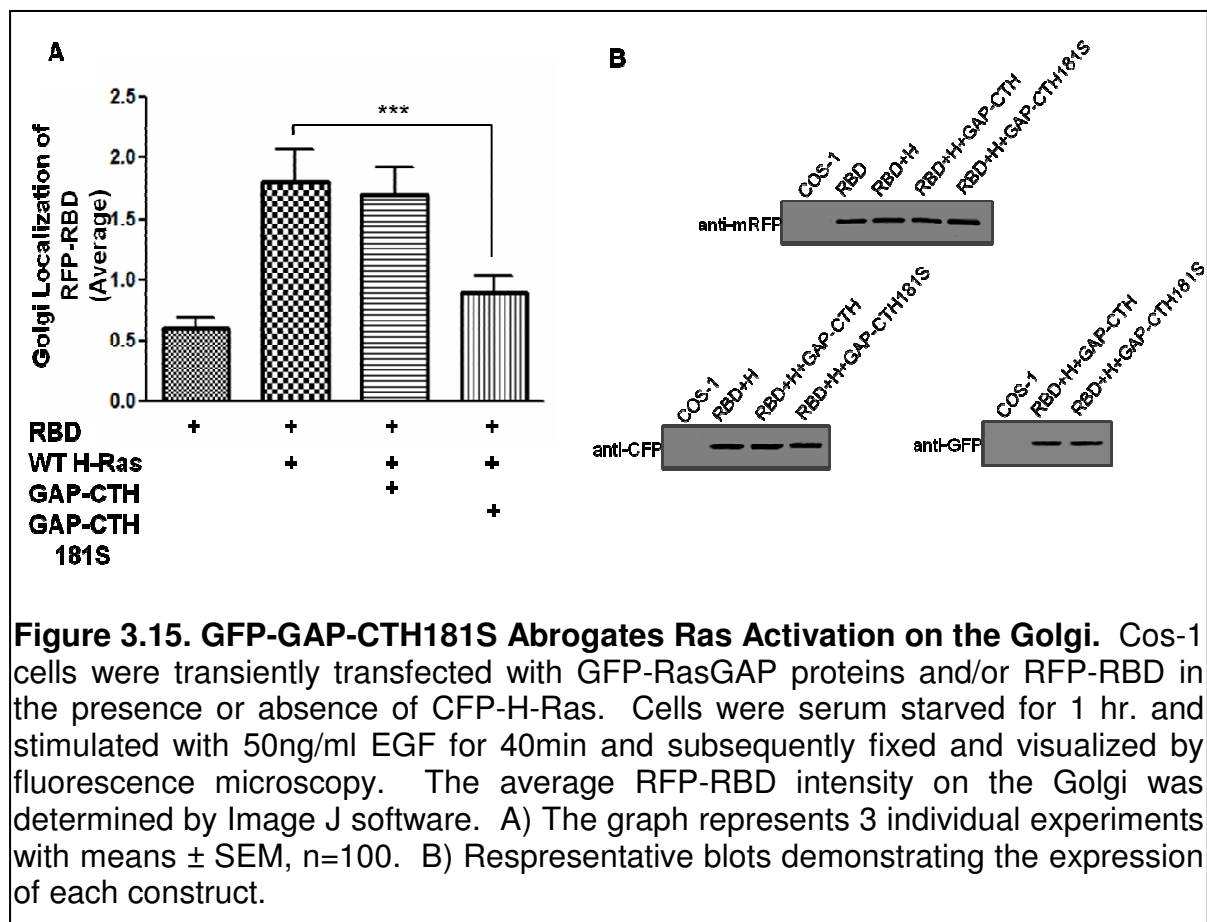 A
2.5
2.0
1.5
1.0
0.5
0.0
Golgi Localization of
RFP-RBD
(Average)
***
RBD + + + +
WT H-Ras + + +
GAP-CTH +
GAP-CTH +
181S
B
COS-1 RBD RBD+H RBD+H+GAP-CTH RBD+H+GAP-CTH181S
anti-mRFP
COS-1 RBD+H RBD+H+GAP-CTH RBD+H+GAP-CTH181S
anti-CFP
COS-1 RBD+H+GAP-CTH RBD+H+GAP-CTH181S
anti-GFP
Figure 3.15. GFP-GAP-CTH181S Abrogates Ras Activation on the Golgi. Cos-1
cells were transiently transfected with GFP-RasGAP proteins and/or RFP-RBD in
the presence or absence of CFP-H-Ras. Cells were serum starved for 1 hr. and
stimulated with 50ng/ml EGF for 40min and subsequently fixed and visualized by
fluorescence microscopy. The average RFP-RBD intensity on the Golgi was
determined by Image J software. A) The graph represents 3 individual experiments
with means ± SEM, n=100. B) Respresentative blots demonstrating the expression
of each construct.